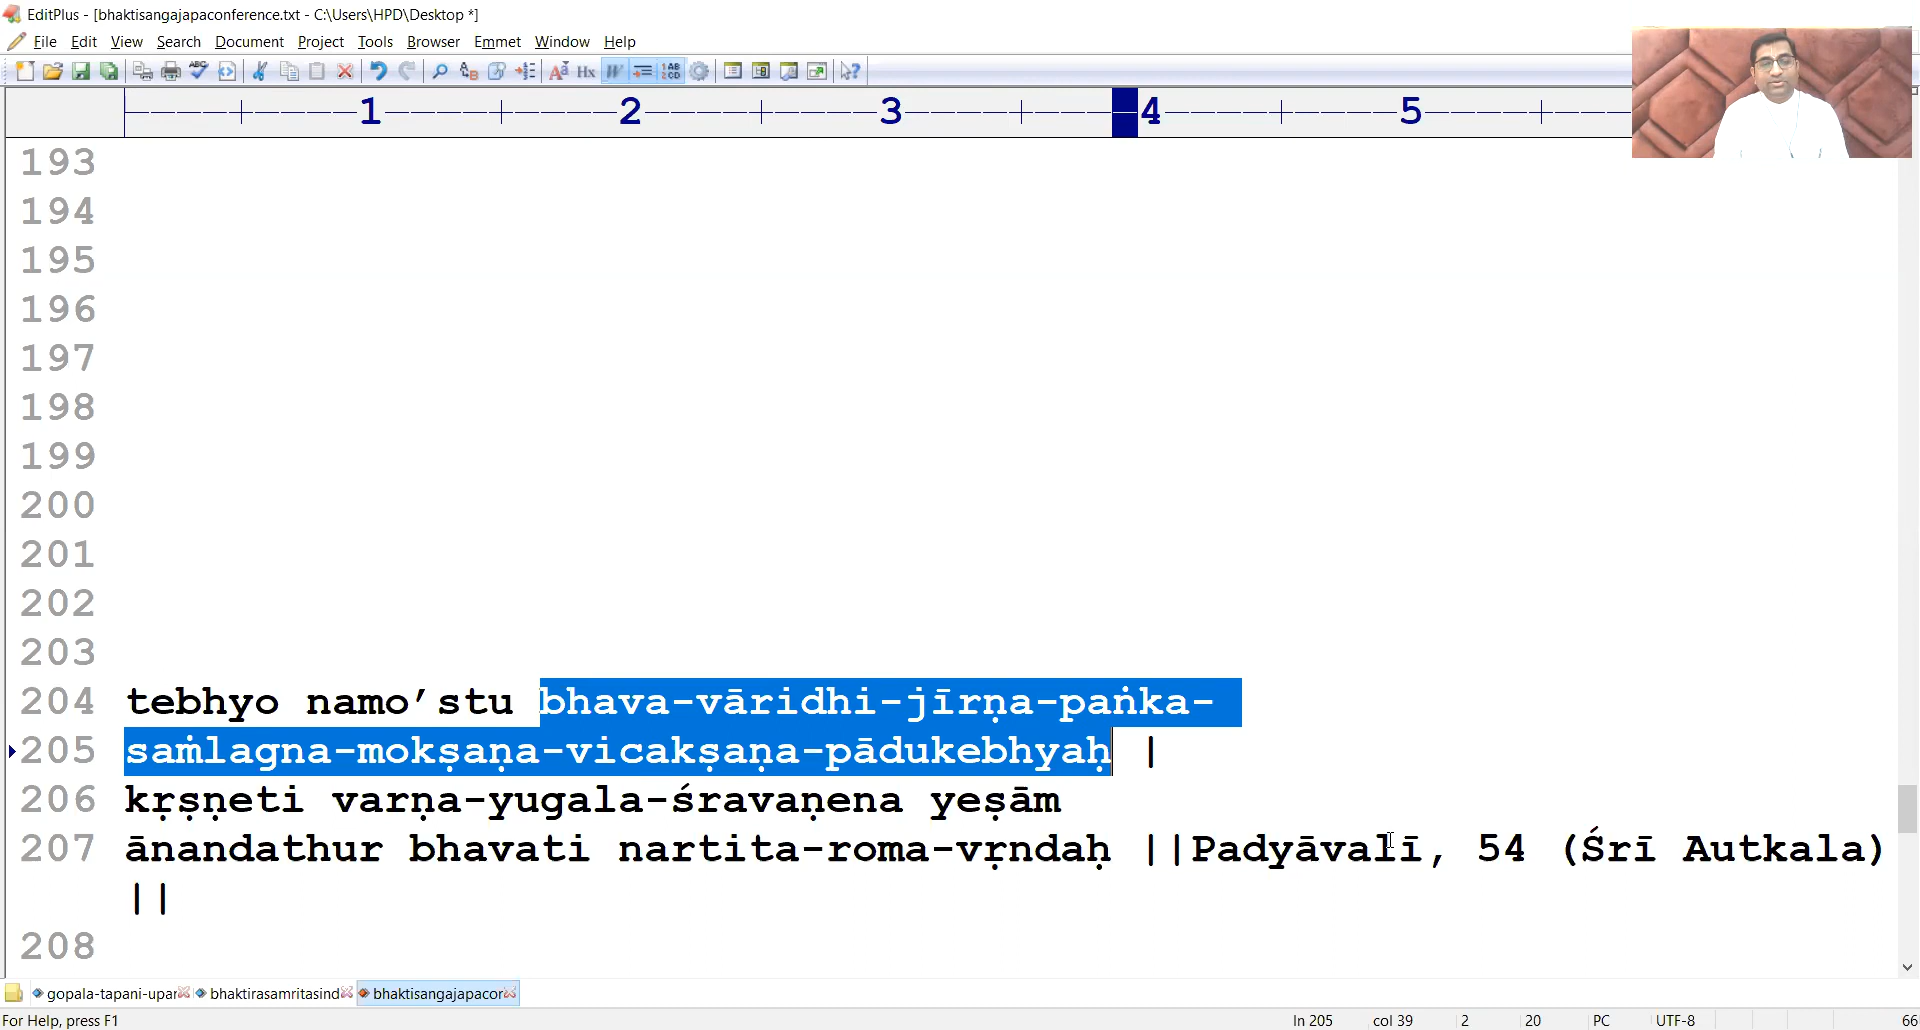 EditPlus - [bhaktisangajapaconference.txt - C:\Users\HPD\Desktop *]
File Edit View Search Document Project Tools Browser Emmet Window Help
1 2 3 4 5
193
194
195
196
197
198
199
200
201
202
203
204 tebhyo namo’stu bhava-vāridhi-jīrṇa-paṅka-
205 saṁlagna-mokṣaṇa-vicakṣaṇa-pādukebhyaḥ |
206 kṛṣṇeti varṇa-yugala-śravaṇena yeṣām
207 ānandathur bhavati nartita-roma-vṛndaḥ ||Padyāvalī, 54 (Śrī Autkala)
||
208
gopala-tapani-upar bhaktirasamritasind bhaktisangajapacor
For Help, press F1 ln 205 col 39 2 20 PC UTF-8 66